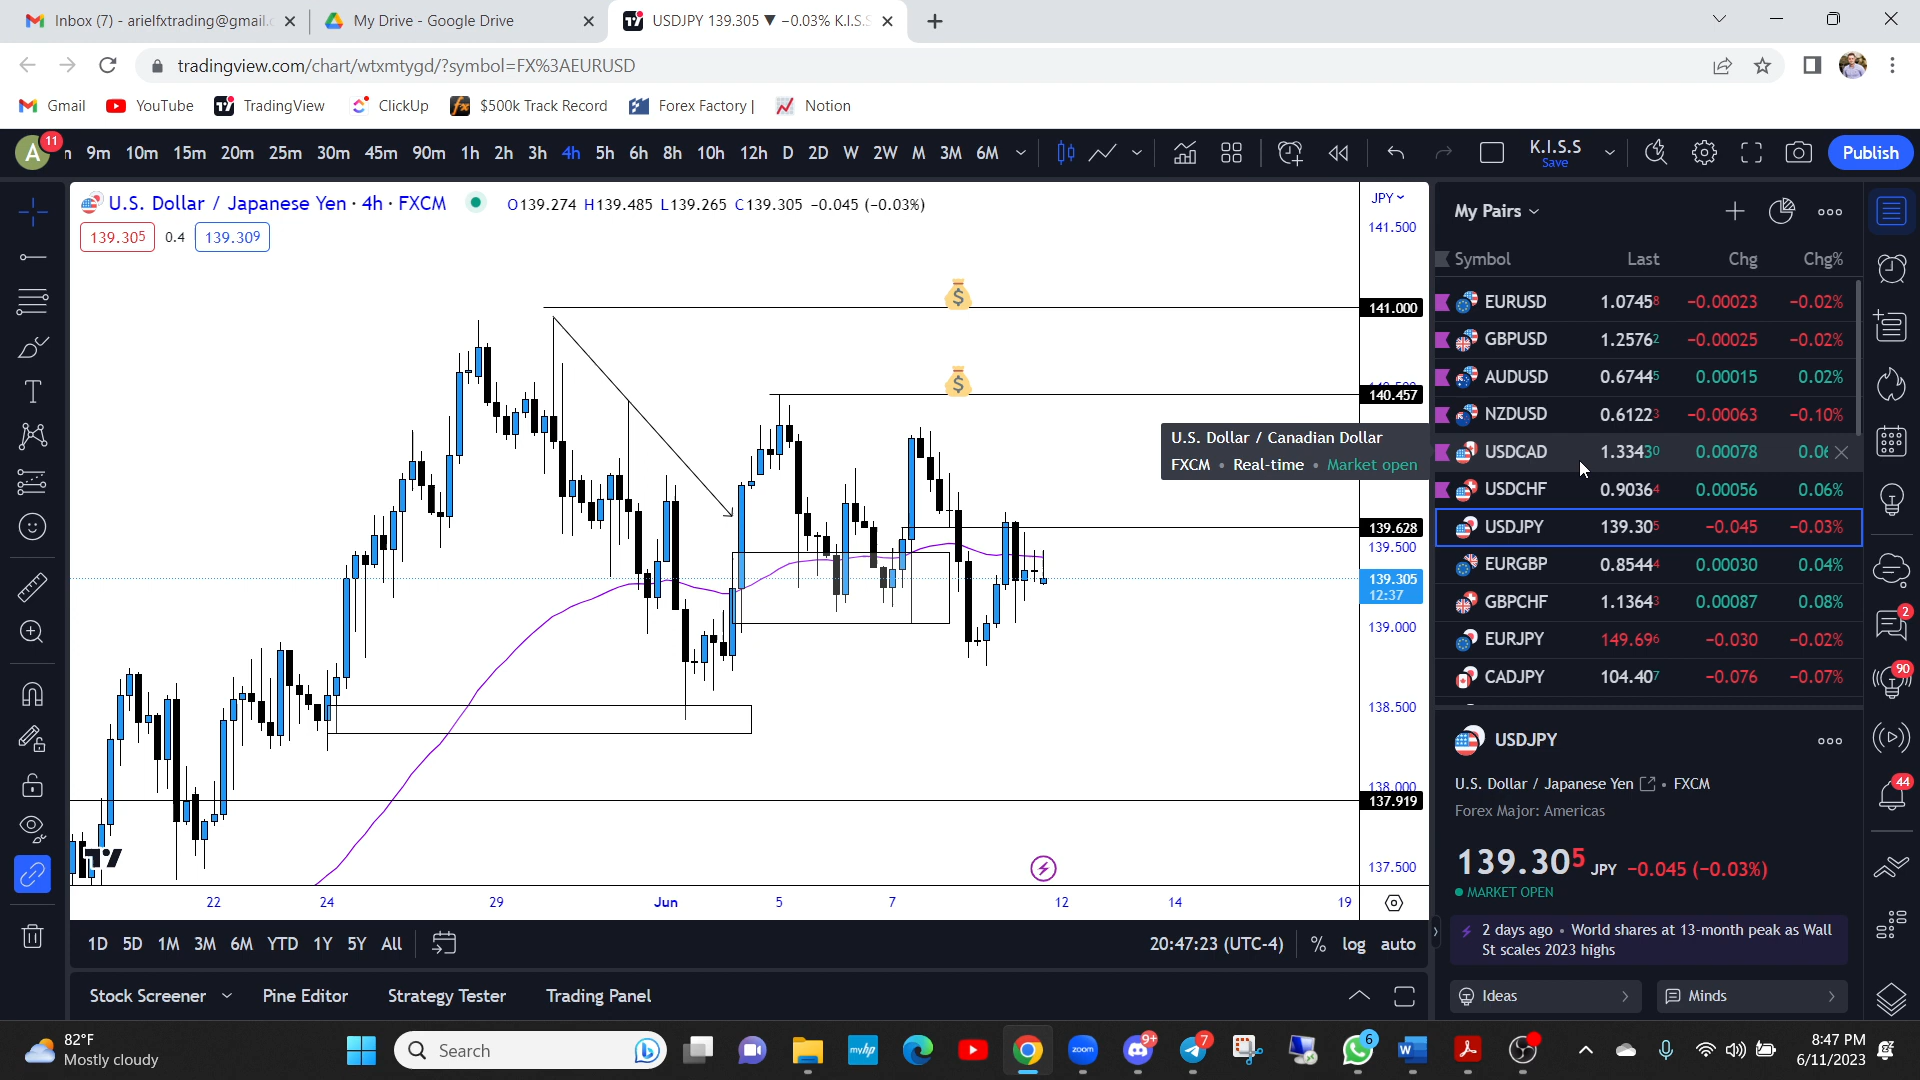 Inbox (7) - arielfxtrading@gmail.c
My Drive - Google Drive
USDJPY 139.305 ▼ −0.03% K.I.S.S
tradingview.com/chart/wtxmtygd/?symbol=FX%3AEURUSD
Gmail YouTube TradingView ClickUp $500k Track Record Forex Factory | Notion
A 11 9m 10m 15m 20m 25m 30m 45m 90m 1h 2h 3h 4h 5h 6h 8h 10h 12h D 2D W 2W M 3M 6M K.I.S.S Publish
Save
U.S. Dollar / Japanese Yen · 4h · FXCM O139.274 H139.485 L139.265 C139.305 −0.045 (−0.03%)
139.305 0.4 139.309
JPY
141.500
141.000
140.457
139.628
139.500
139.305
12:37
139.000
138.500
138.000
137.919
137.500
U.S. Dollar / Canadian Dollar
FXCM • Real-time • Market open
22 24 29 Jun 5 7 12 14 19
1D 5D 1M 3M 6M YTD 1Y 5Y All 20:47:23 (UTC-4) % log auto
Stock Screener Pine Editor Strategy Tester Trading Panel
My Pairs
Symbol Last Chg Chg%
EURUSD 1.07458 −0.00023 −0.02%
GBPUSD 1.25762 −0.00025 −0.02%
AUDUSD 0.67445 0.00015 0.02%
NZDUSD 0.61223 −0.00063 −0.10%
USDCAD 1.33430 0.00078 0.06
USDCHF 0.90364 0.00056 0.06%
USDJPY 139.305 −0.045 −0.03%
EURGBP 0.85444 0.00030 0.04%
GBPCHF 1.13643 0.00087 0.08%
EURJPY 149.696 −0.030 −0.02%
CADJPY 104.407 −0.076 −0.07%
USDJPY
U.S. Dollar / Japanese Yen • FXCM
Forex Major: Americas
139.305 JPY −0.045 (−0.03%)
MARKET OPEN
2 days ago • World shares at 13-month peak as Wall
St scales 2023 highs
Ideas Minds
2
90
44
82°F
Mostly cloudy
Search
myhp
zoom
9+
7
6
8:47 PM
6/11/2023